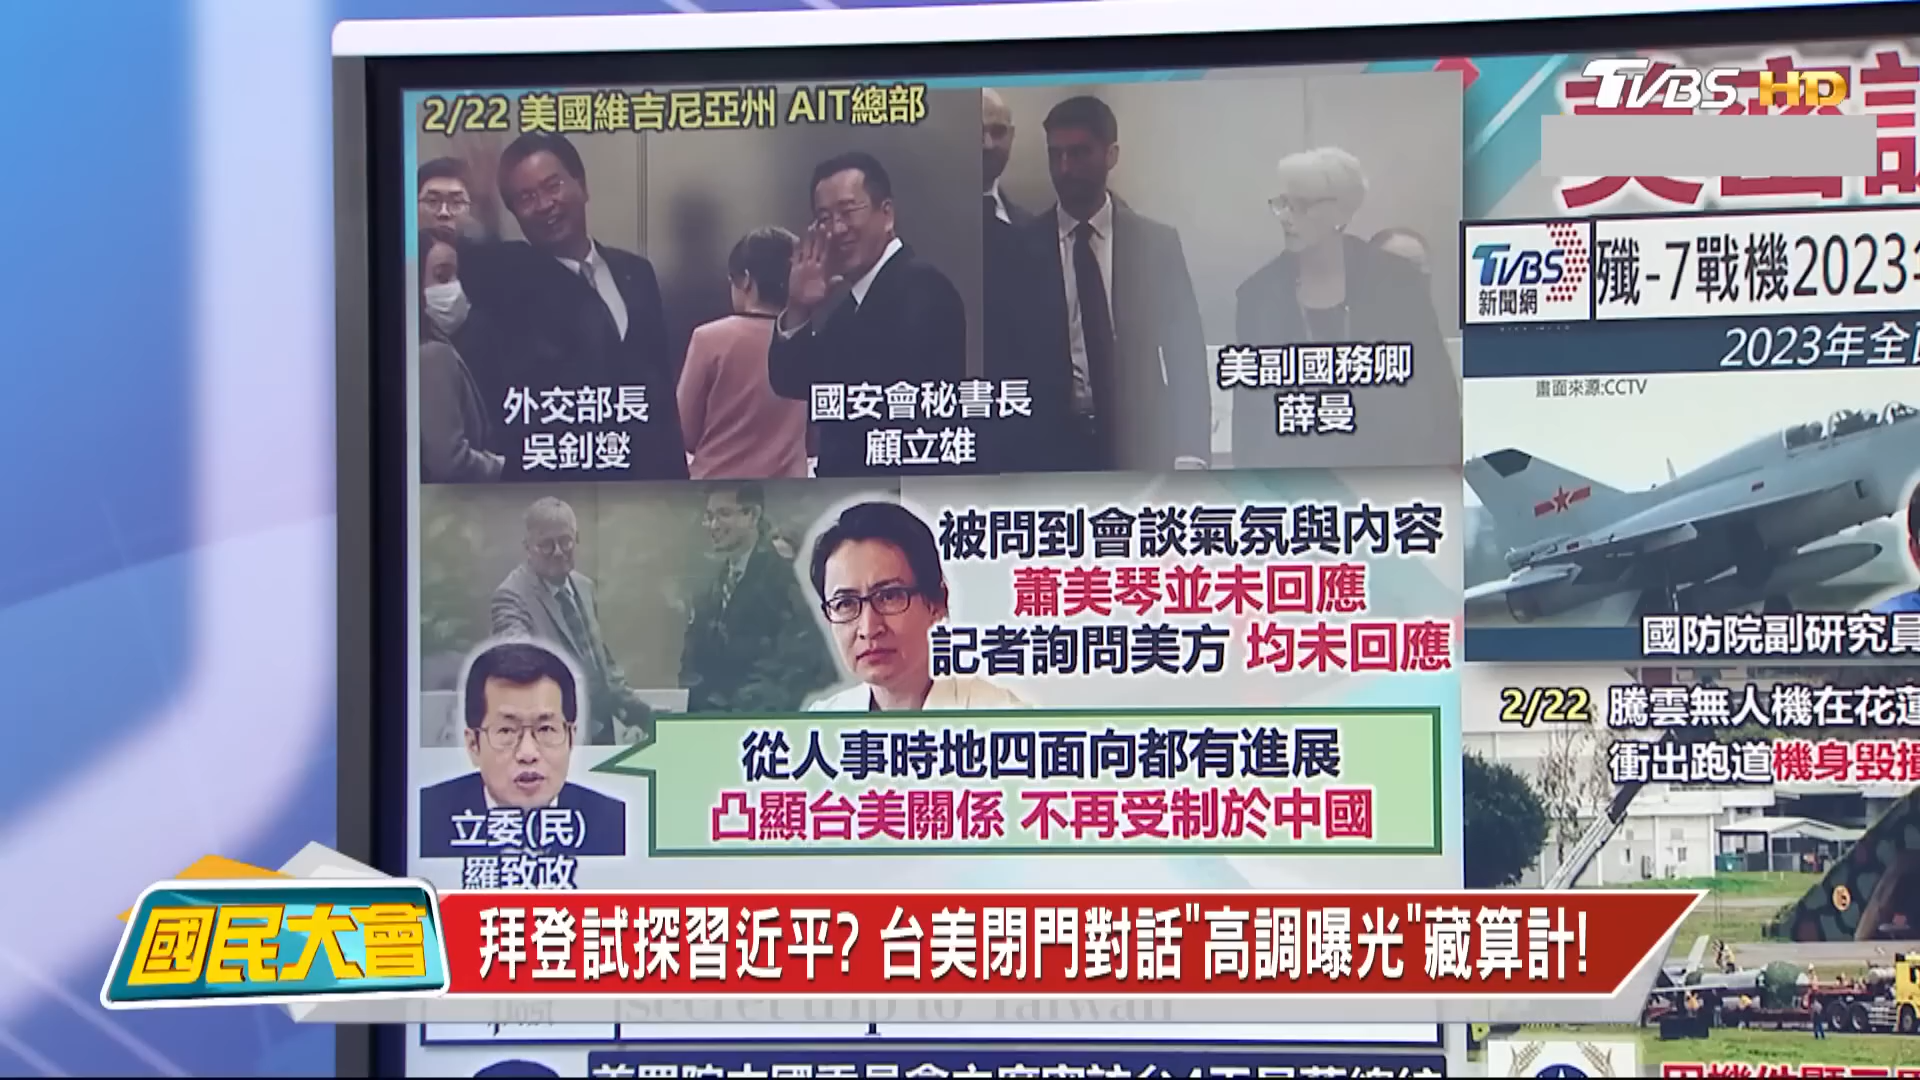 TVBS HD
2/22 美國維吉尼亞州 AIT總部
外交部長
吳釗燮
國安會秘書長
顧立雄
美副國務卿
薛曼
被問到會談氣氛與內容
蕭美琴並未回應
記者詢問美方 均未回應
從人事時地四面向都有進展
凸顯台美關係 不再受制於中國
立委(民)
羅致政
TVBS
新聞網
殲-7戰機2023
2023年全
畫面來源:CCTV
國防院副研究員
2/22 騰雲無人機在花蓮
衝出跑道機身毀損
國民大會
拜登試探習近平? 台美閉門對話"高調曝光"藏算計!
secret trip to Taiwan